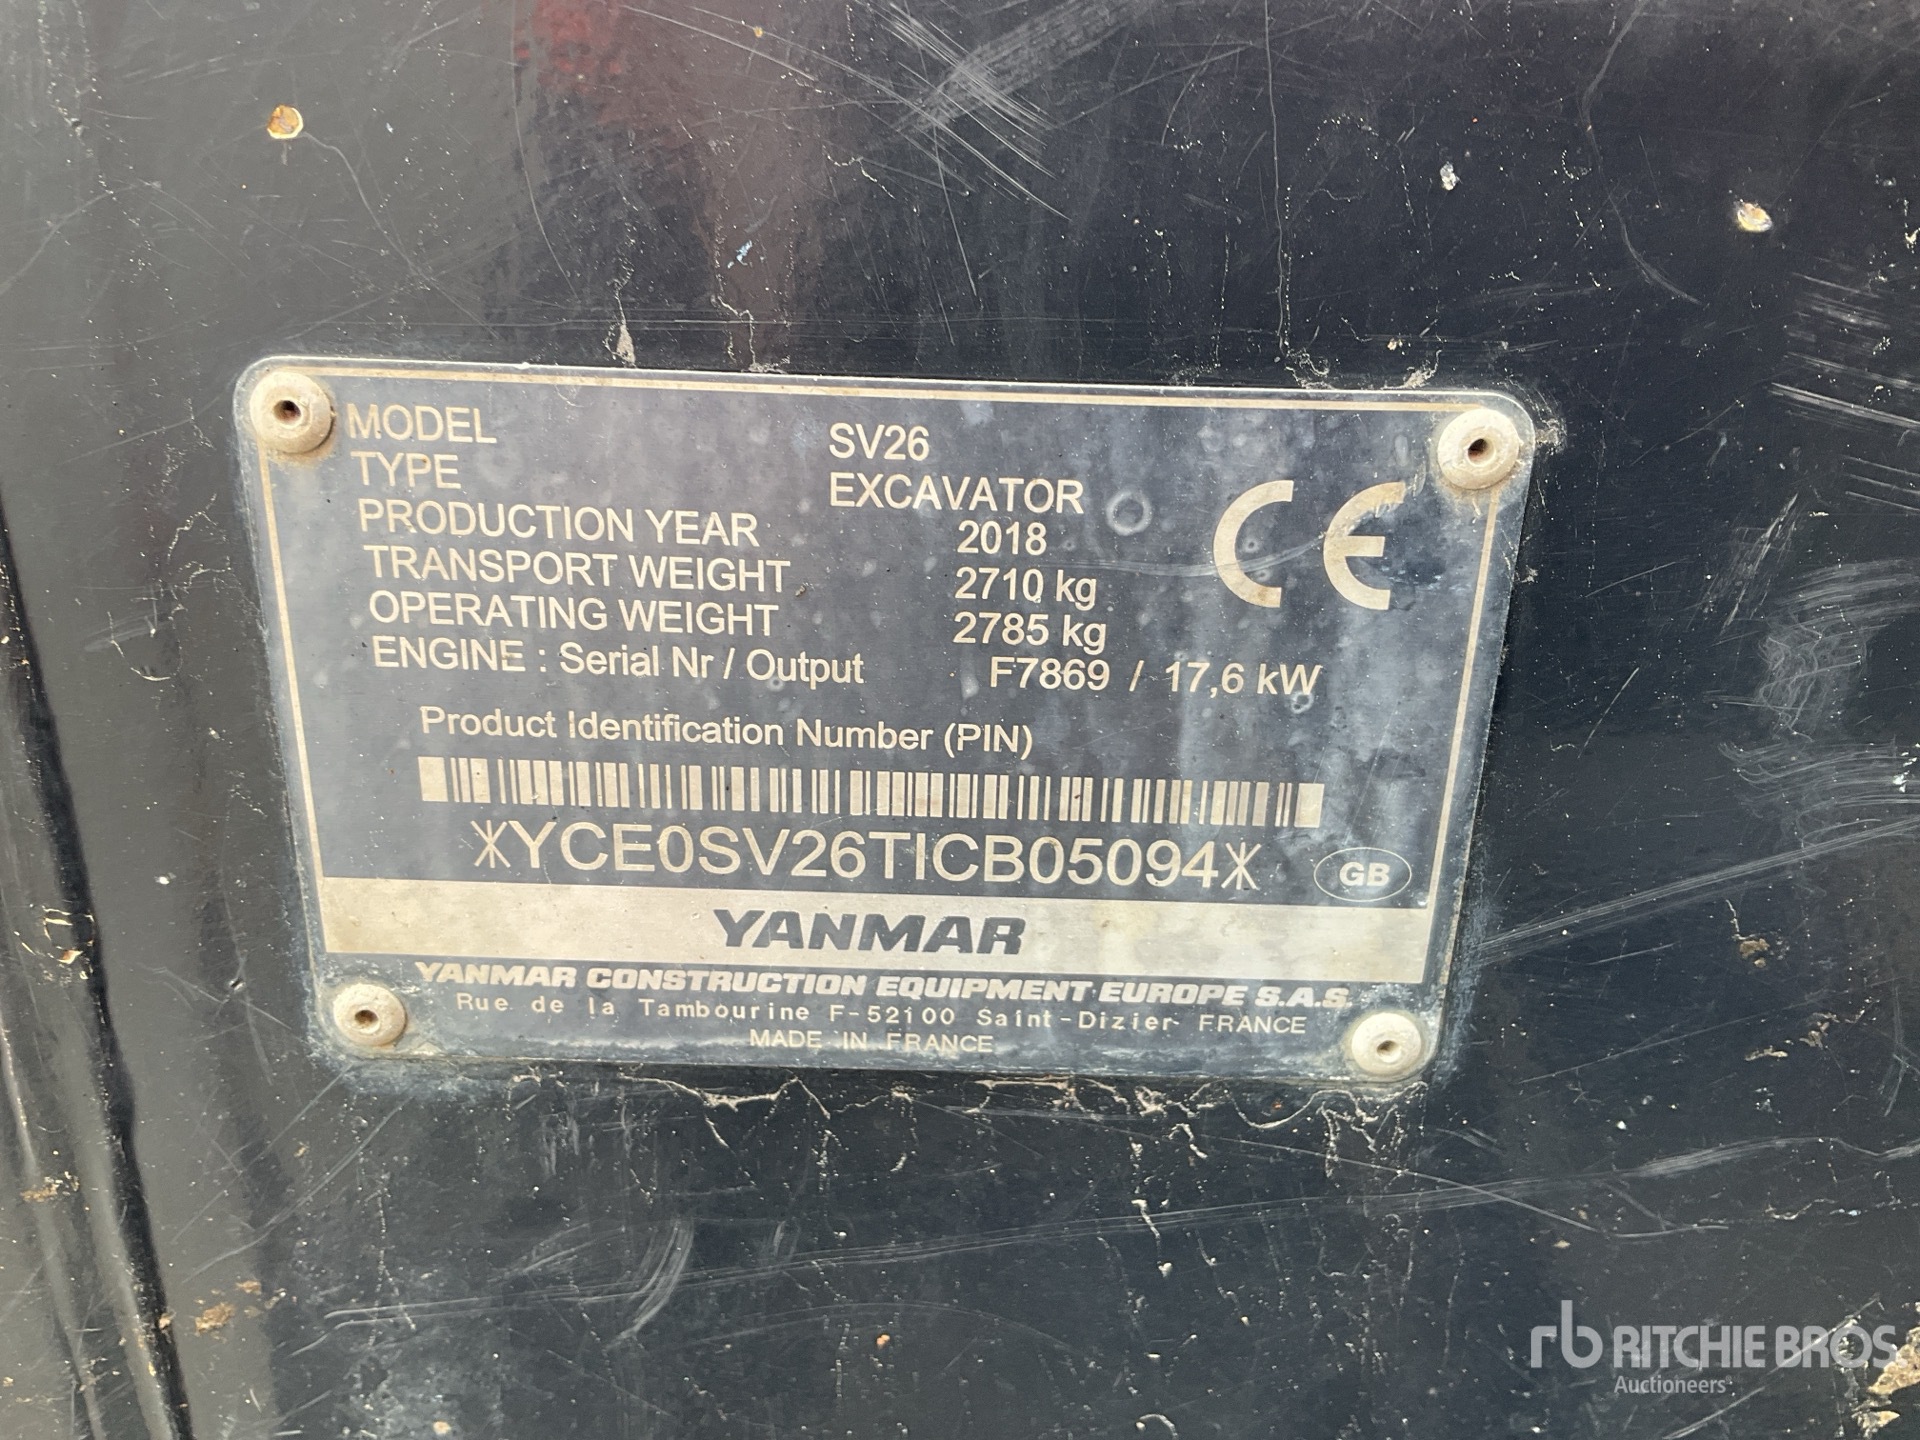 MODEL SV26
TYPE EXCAVATOR
PRODUCTION YEAR 2018
TRANSPORT WEIGHT 2710 kg
OPERATING WEIGHT 2785 kg
ENGINE : Serial Nr / Output F7869 / 17,6 kW
CE
Product Identification Number (PIN)
*YCE0SV26TICB05094*
GB
YANMAR
YANMAR CONSTRUCTION EQUIPMENT EUROPE S.A.S.
Rue de la Tambourine F-52100 Saint-Dizier FRANCE
MADE IN FRANCE
rb RITCHIE BROS
Auctioneers